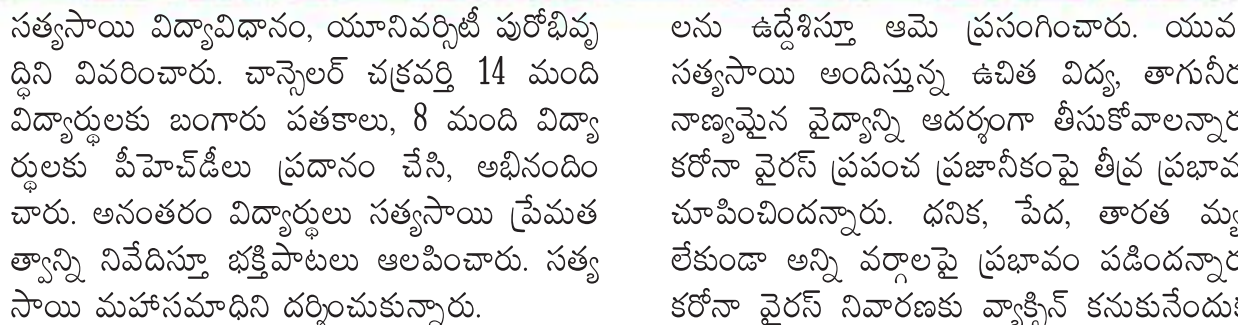 సత్యసాయి విద్యావిధానం, యూనివర్సిటీ పురోభివృ
ద్ధిని వివరించారు. చాన్సెలర్ చక్రవర్తి 14 మంది
విద్యార్థులకు బంగారు పతకాలు, 8 మంది విద్యా
ర్థులకు పీహెచ్‌డీలు ప్రదానం చేసి, అభినందిం
చారు. అనంతరం విద్యార్థులు సత్యసాయి ప్రేమత
త్వాన్ని నివేదిస్తూ భక్తిపాటలు ఆలపించారు. సత్య
సాయి మహాసమాధిని దర్శించుకున్నారు.
లను ఉద్దేశిస్తూ ఆమె ప్రసంగించారు. యువ
సత్యసాయి అందిస్తున్న ఉచిత విద్య, తాగునీ
నాణ్యమైన వైద్యాన్ని ఆదర్శంగా తీసుకోవాలన్నా
కరోనా వైరస్ ప్రపంచ ప్రజానీకంపై తీవ్ర ప్రభావ
చూపించిందన్నారు. ధనిక, పేద, తారత మ్య
లేకుండా అన్ని వర్గాలపై ప్రభావం పడిందన్నా
కరోనా వైరస్ నివారణకు వ్యాక్సిన్ కనుకునేందు